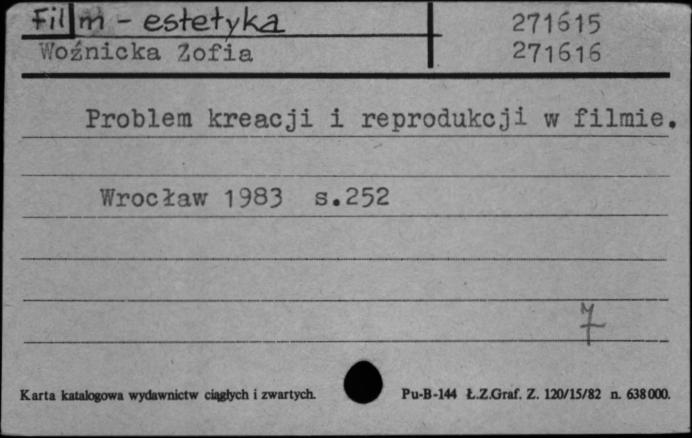 Film - estetyka 271615
Woźnicka Zofia 271616
Problem kreacji i reprodukcji w filmie.
Wrocław 1983 s.252
7
Karta katalogowa wydawnictw ciągłych i zwartych. Pu-B-144 Ł.Z.Graf. Z. 120/15/82 n. 638000.